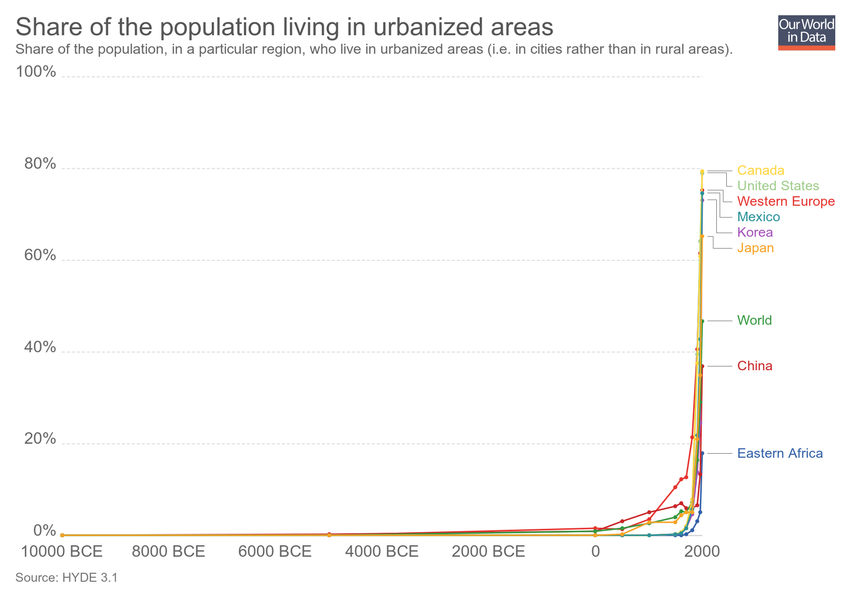 Share of the population living in urbanized areas
Our World
in Data
Share of the population, in a particular region, who live in urbanized areas (i.e. in cities rather than in rural areas).
100%
80%
60%
40%
20%
0%
Canada
United States
Western Europe
Mexico
Korea
Japan
World
China
Eastern Africa
10000 BCE
8000 BCE
6000 BCE
4000 BCE
2000 BCE
0
2000
Source: HYDE 3.1